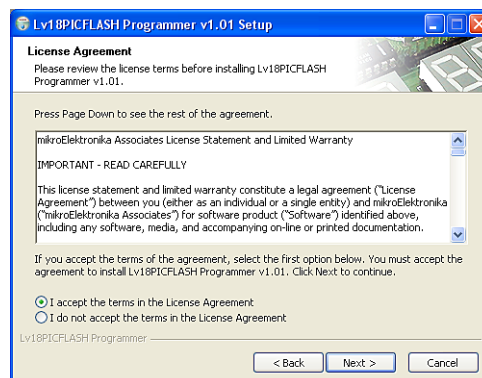 Lv18PICFLASH Programmer v1.01 Setup
License Agreement
Please review the license terms before installing Lv18PICFLASH
Programmer v1.01.
Press Page Down to see the rest of the agreement.
mikroElektronika Associates License Statement and Limited Warranty
IMPORTANT - READ CAREFULLY
This license statement and limited warranty constitute a legal agreement ("License
Agreement") between you (either as an individual or a single entity) and mikroElektronika
("mikroElektronika Associates") for software product ("Software") identified above,
including any software, media, and accompanying on-line or printed documentation.
If you accept the terms of the agreement, select the first option below. You must accept the
agreement to install Lv18PICFLASH Programmer v1.01. Click Next to continue.
I accept the terms in the License Agreement
I do not accept the terms in the License Agreement
Lv18PICFLASH Programmer
< Back Next > Cancel